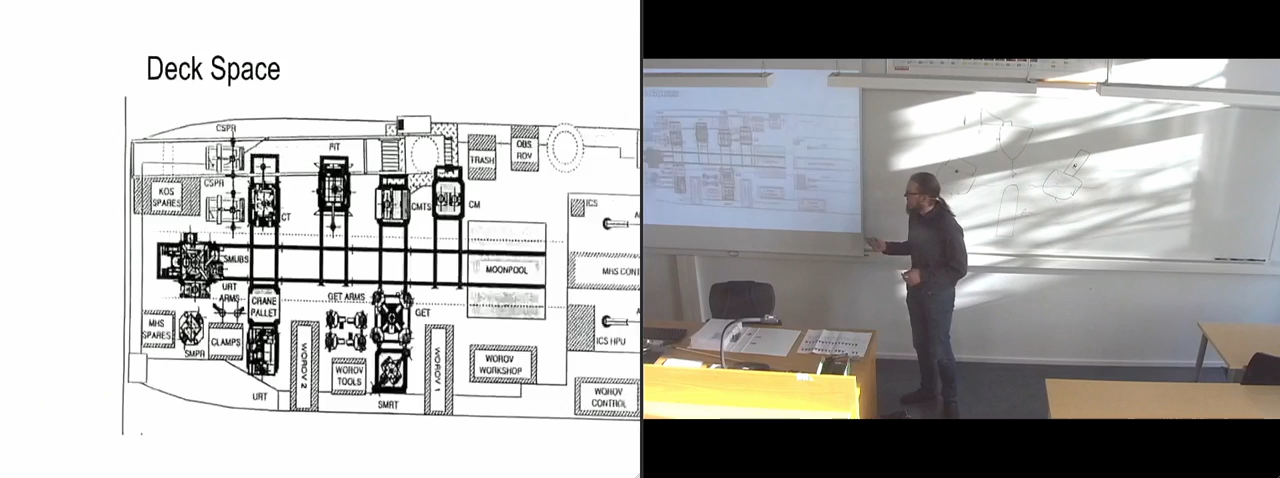 Deck Space
CSPR
PIT
TRASH
OBS
ROV
KOS
SPARES
CSPR
CT
CMTS
CM
ICS
SMUBS
MOONPOOL
MHS CONT
URT
ARMS
CRANE
PALLET
GET ARMS
GET
MHS
SPARES
SMPR
CLAMPS
WOROV 2
WOROV
TOOLS
WOROV 1
WOROV
WORKSHOP
ICS HPU
WOROV
CONTROL
URT
SMRT